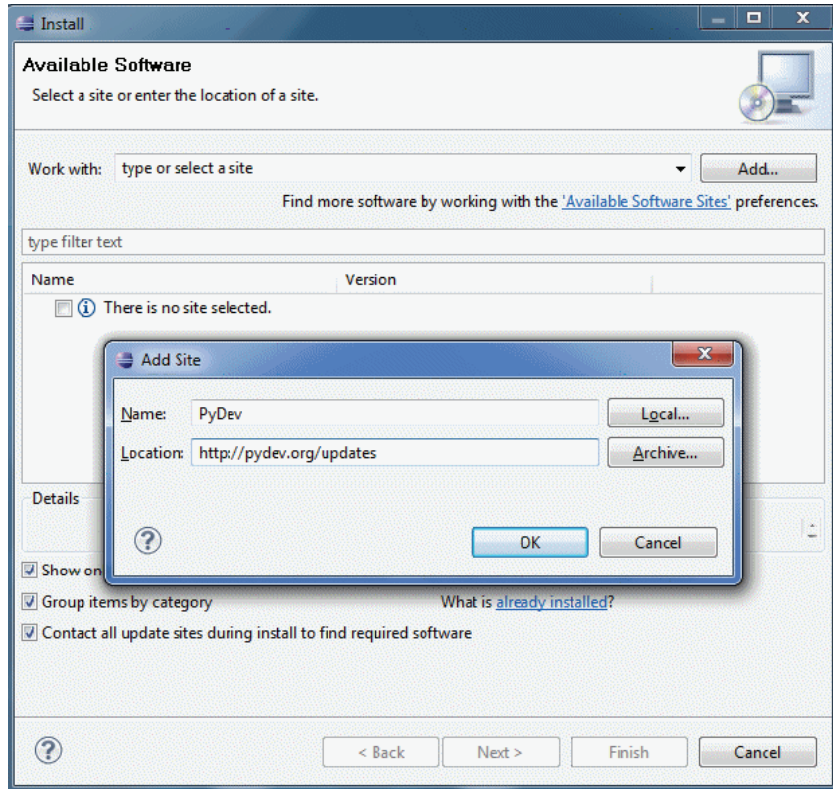 Install
Available Software
Select a site or enter the location of a site.
Work with: type or select a site Add...
Find more software by working with the 'Available Software Sites' preferences.
type filter text
Name Version
There is no site selected.
Add Site
Name: PyDev Local...
Location: http://pydev.org/updates Archive...
Details
OK Cancel
Show on
Group items by category What is already installed?
Contact all update sites during install to find required software
< Back Next > Finish Cancel